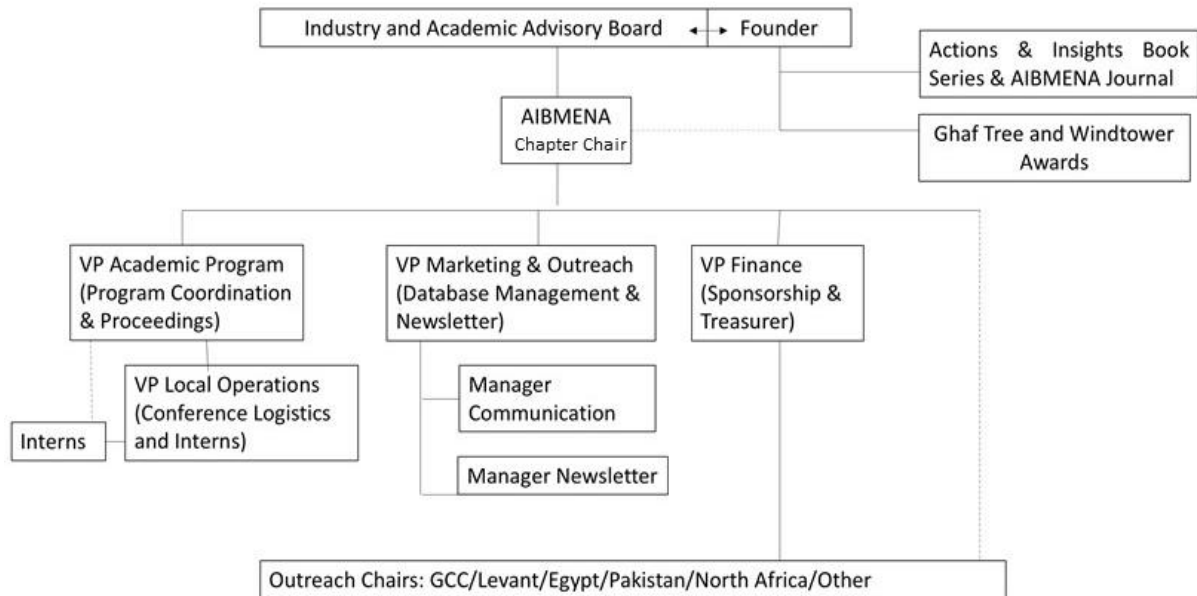 Industry and Academic Advisory Board
Founder
Actions & Insights Book
Series & AIBMENA Journal
AIBMENA
Chapter Chair
Ghaf Tree and Windtower
Awards
VP Academic Program
(Program Coordination
& Proceedings)
VP Marketing & Outreach
(Database Management &
Newsletter)
VP Finance
(Sponsorship &
Treasurer)
VP Local Operations
(Conference Logistics
and Interns)
Interns
Manager
Communication
Manager Newsletter
Outreach Chairs: GCC/Levant/Egypt/Pakistan/North Africa/Other